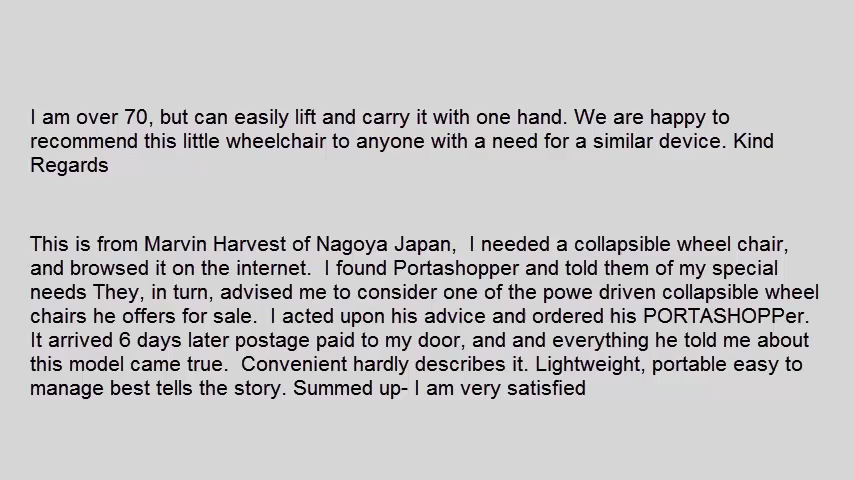 I am over 70, but can easily lift and carry it with one hand. We are happy to
recommend this little wheelchair to anyone with a need for a similar device. Kind
Regards
This is from Marvin Harvest of Nagoya Japan,  I needed a collapsible wheel chair,
and browsed it on the internet.  I found Portashopper and told them of my special
needs They, in turn, advised me to consider one of the powe driven collapsible wheel
chairs he offers for sale.  I acted upon his advice and ordered his PORTASHOPPer.
It arrived 6 days later postage paid to my door, and and everything he told me about
this model came true.  Convenient hardly describes it. Lightweight, portable easy to
manage best tells the story. Summed up- I am very satisfied